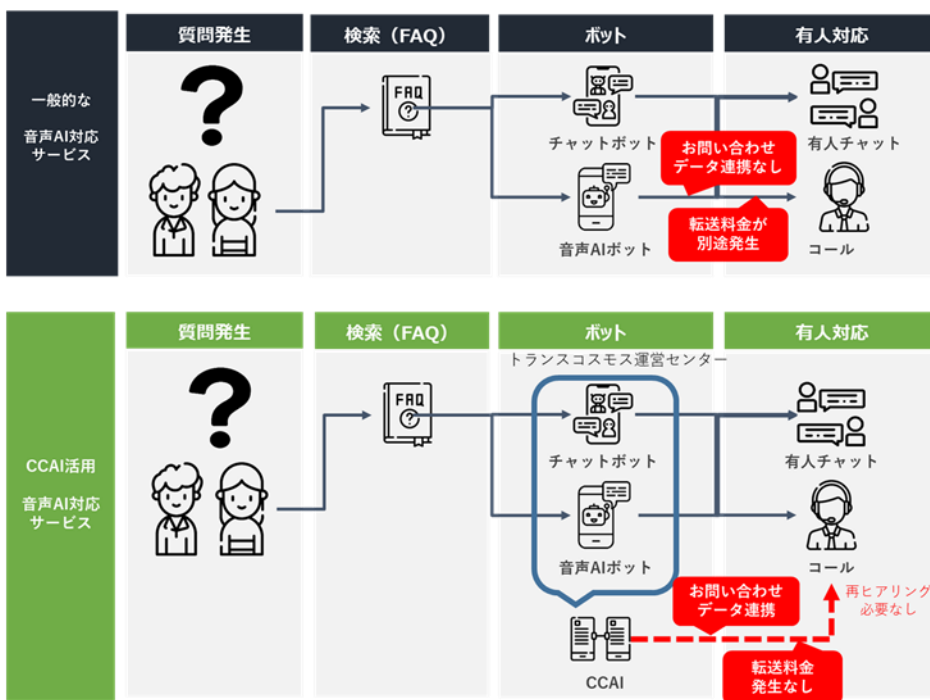 質問発生
検索（FAQ）
ボット
有人対応
一般的な
音声AI対応
サービス
FAQ
?
チャットボット
有人チャット
お問い合わせ
データ連携なし
音声AIボット
転送料金が
別途発生
コール
質問発生
検索（FAQ）
ボット
有人対応
トランスコスモス運営センター
CCAI活用
音声AI対応
サービス
FAQ
?
チャットボット
有人チャット
音声AIボット
コール
お問い合わせ
データ連携
再ヒアリング
必要なし
転送料金
発生なし
CCAI